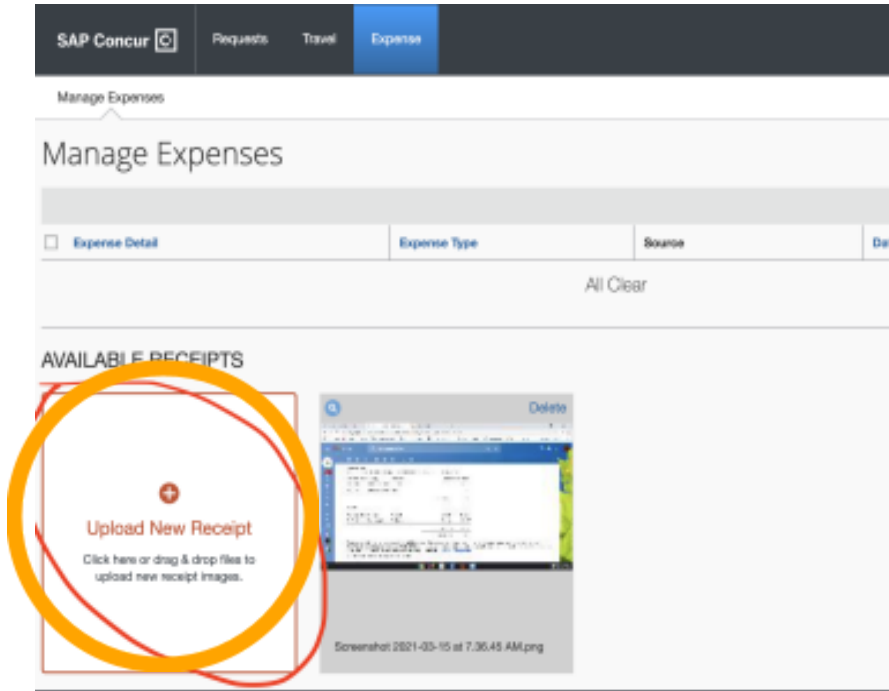 SAP Concur C Requests Travel Expense
Manage Expenses
Manage Expenses
Expense Detail Expense Type Source
All Clear
AVAILABLE RECEIPTS
Delete
Upload New Receipt
Click here or drag & drop files to
upload new receipt images.
Screenshot 2021-03-15 at 7.36.45 AM.png